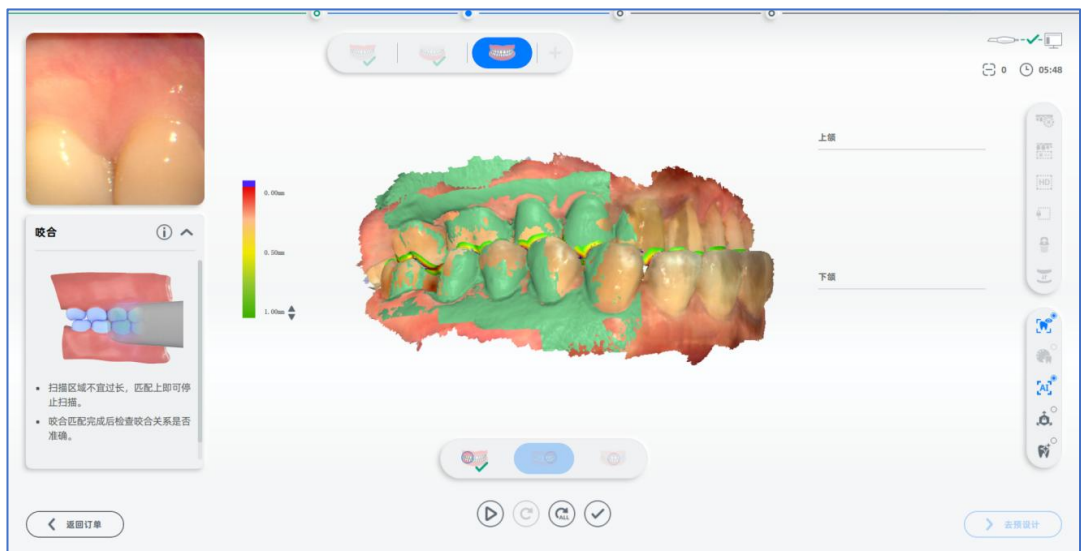 0
05:48
上颌
HD
0.00mm
咬合
0.50mm
下颌
1.00mm
AI
扫描区域不宜过长，匹配上即可停
止扫描。
咬合匹配完成后检查咬合关系是否
准确。
返回订单
ALL
去接设计